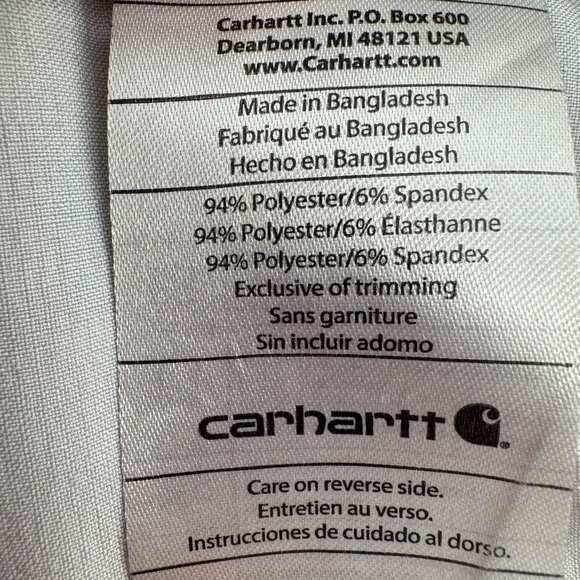 Carhartt Inc. P.O. Box 600
Dearborn, MI 48121 USA
www.Carhartt.com
Made in Bangladesh
Fabriqué au Bangladesh
Hecho en Bangladesh
94% Polyester/6% Spandex
94% Polyester/6% Élasthanne
94% Polyester/6% Spandex
Exclusive of trimming
Sans garniture
Sin incluir adomo
carhartt
Care on reverse side.
Entretien au verso.
Instrucciones de cuidado al dorso.